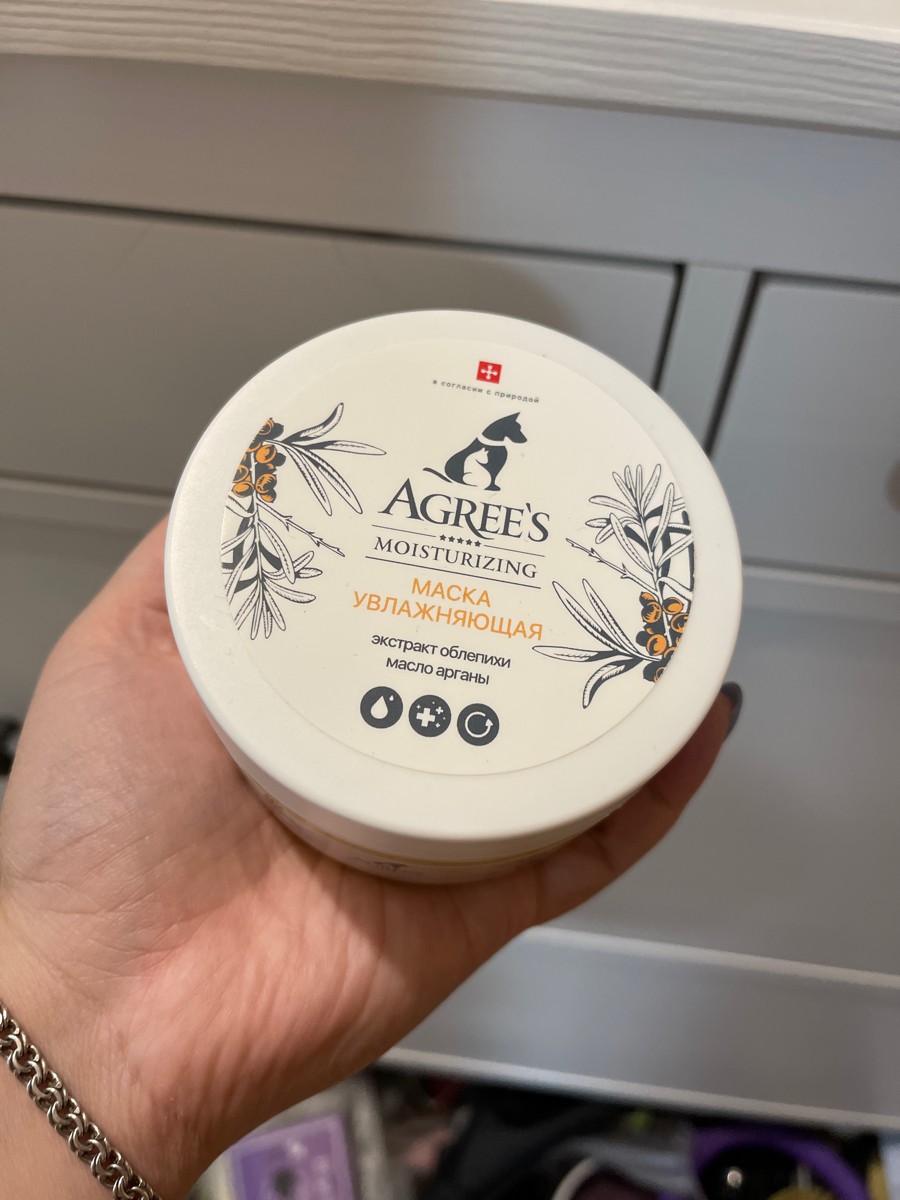 в согласии с природой
AGREE'S
MOISTURIZING
МАСКА
УВЛАЖНЯЮЩАЯ
экстракт облепихи
масло арганы